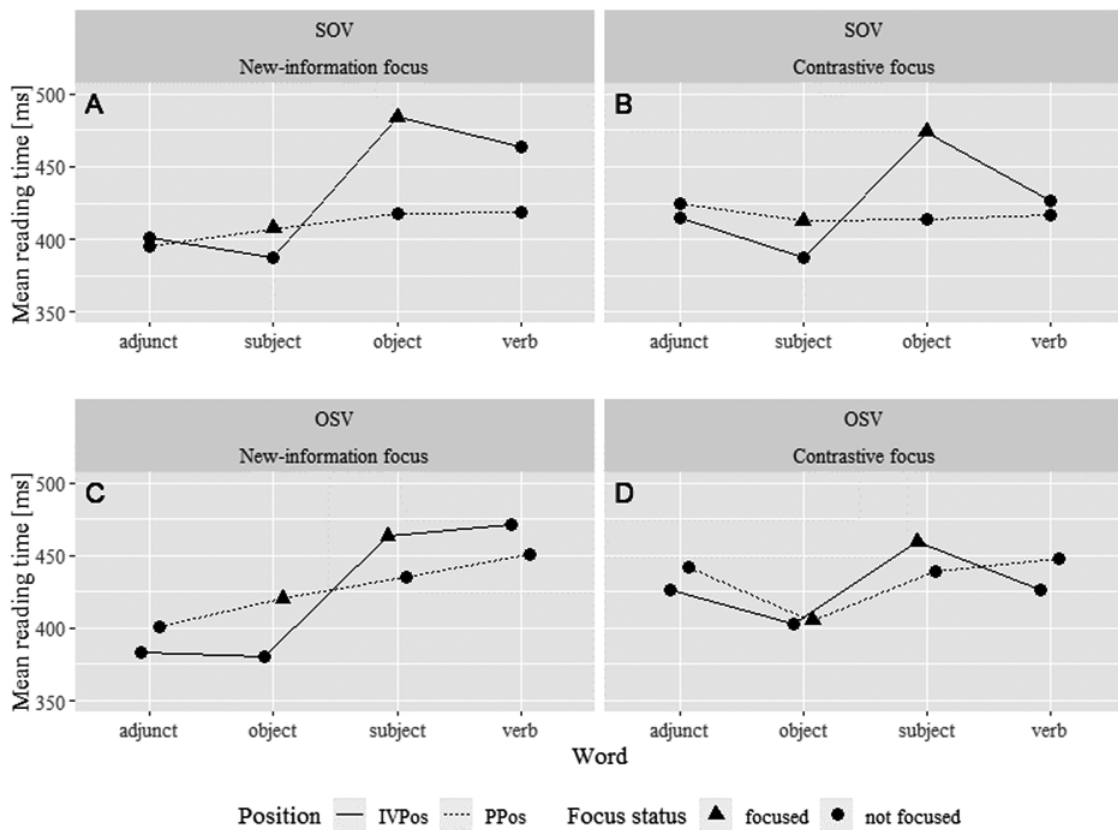 SOV
New-information focus
SOV
Contrastive focus
A
B
Mean reading time [ms]
500
450
400
350
adjunct subject object verb
adjunct subject object verb
OSV
New-information focus
OSV
Contrastive focus
C
D
Mean reading time [ms]
500
450
400
350
adjunct object subject verb
adjunct object subject verb
Word
Position IVPos PPos Focus status focused not focused